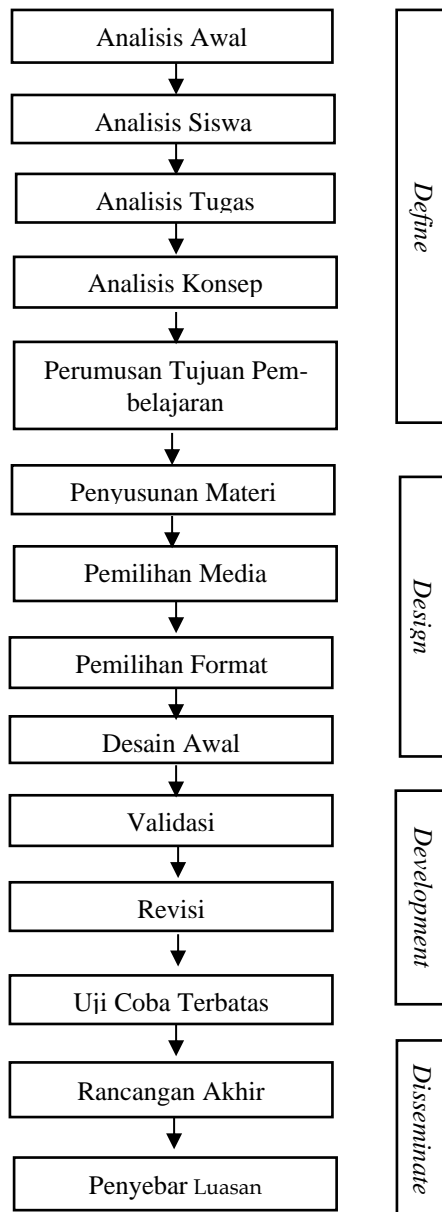 Analisis Awal
Analisis Siswa
Analisis Tugas
Analisis Konsep
Perumusan Tujuan Pem-
belajaran
Define
Penyusunan Materi
Pemilihan Media
Pemilihan Format
Desain Awal
Design
Validasi
Revisi
Uji Coba Terbatas
Development
Rancangan Akhir
Penyebar Luasan
Disseminate